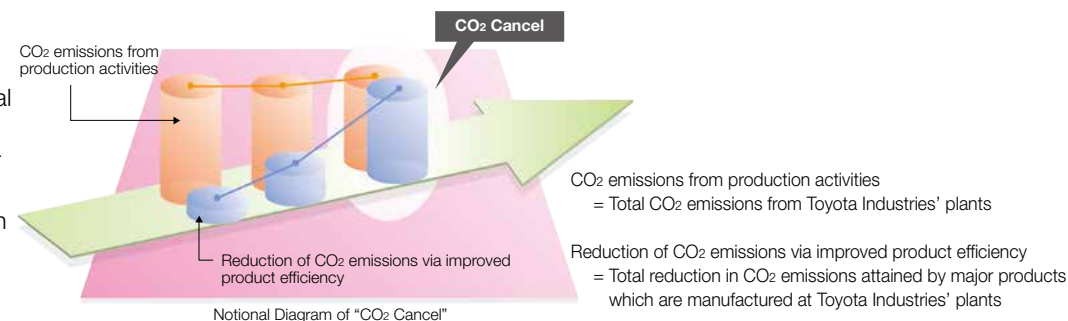 CO2 Cancel
CO2 emissions from
production activities
al
Reduction of CO2 emissions via improved
product efficiency
Notional Diagram of “CO2 Cancel”
CO2 emissions from production activities
= Total CO2 emissions from Toyota Industries’ plants
Reduction of CO2 emissions via improved product efficiency
= Total reduction in CO2 emissions attained by major products
which are manufactured at Toyota Industries’ plants